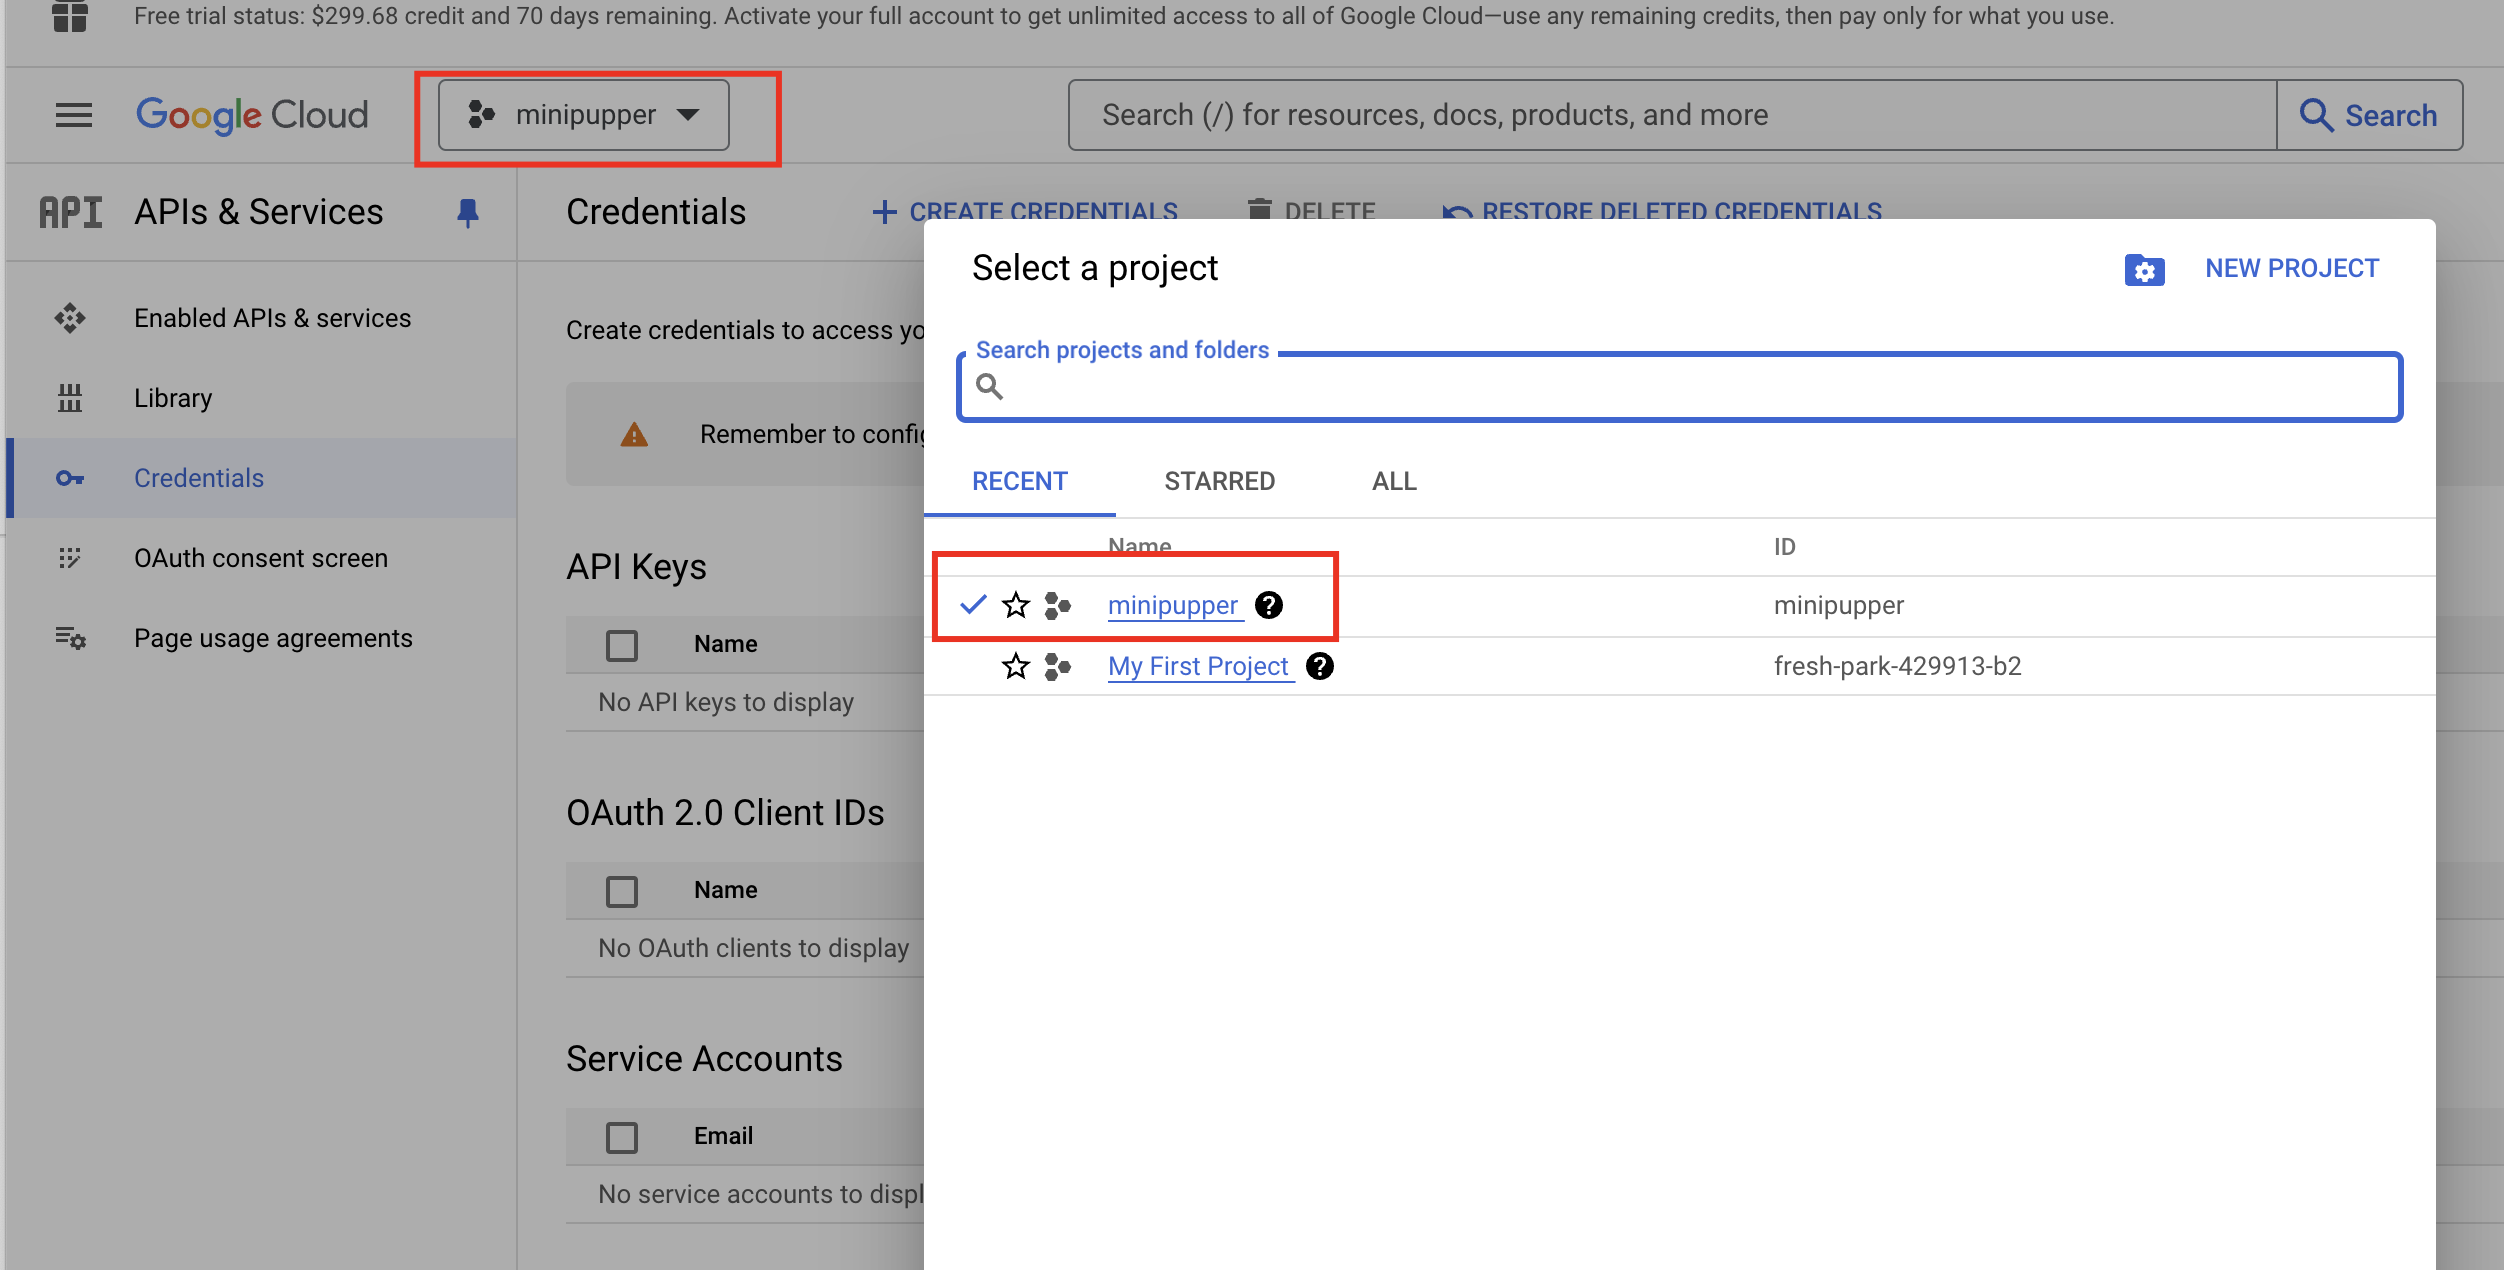 Free trial status: $299.68 credit and 70 days remaining. Activate your full account to get unlimited access to all of Google Cloud—use any remaining credits, then pay only for what you use.
Google Cloud
minipupper
Search (/) for resources, docs, products, and more
Search
API
APIs & Services
Enabled APIs & services
Library
Credentials
OAuth consent screen
Page usage agreements
Credentials
CREATE CREDENTIALS
DELETE
RESTORE DELETED CREDENTIALS
Create credentials to access yo
Remember to config
API Keys
Name
No API keys to display
OAuth 2.0 Client IDs
Name
No OAuth clients to display
Service Accounts
Email
No service accounts to displ
Select a project
NEW PROJECT
Search projects and folders
RECENT
STARRED
ALL
Name
ID
minipupper
minipupper
My First Project
fresh-park-429913-b2